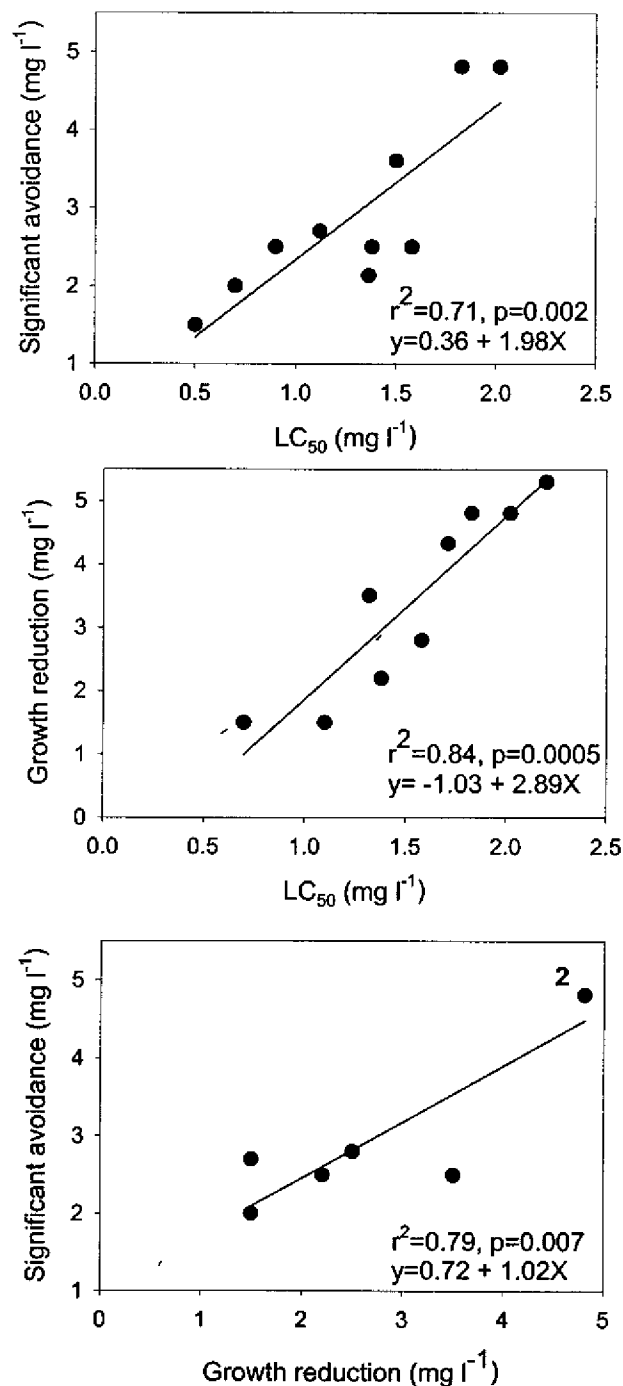 Significant avoidance (mg l⁻¹)
5
4
3
2
1
r²=0.71, p=0.002
y=0.36 + 1.98X
0.0 0.5 1.0 1.5 2.0 2.5
LC₅₀ (mg l⁻¹)
Growth reduction (mg l⁻¹)
5
4
3
2
1
0
r²=0.84, p=0.0005
y= -1.03 + 2.89X
0.0 0.5 1.0 1.5 2.0 2.5
LC₅₀ (mg l⁻¹)
Significant avoidance (mg l⁻¹)
5
4
3
2
1
2
r²=0.79, p=0.007
y=0.72 + 1.02X
0 1 2 3 4 5
Growth reduction (mg l⁻¹)